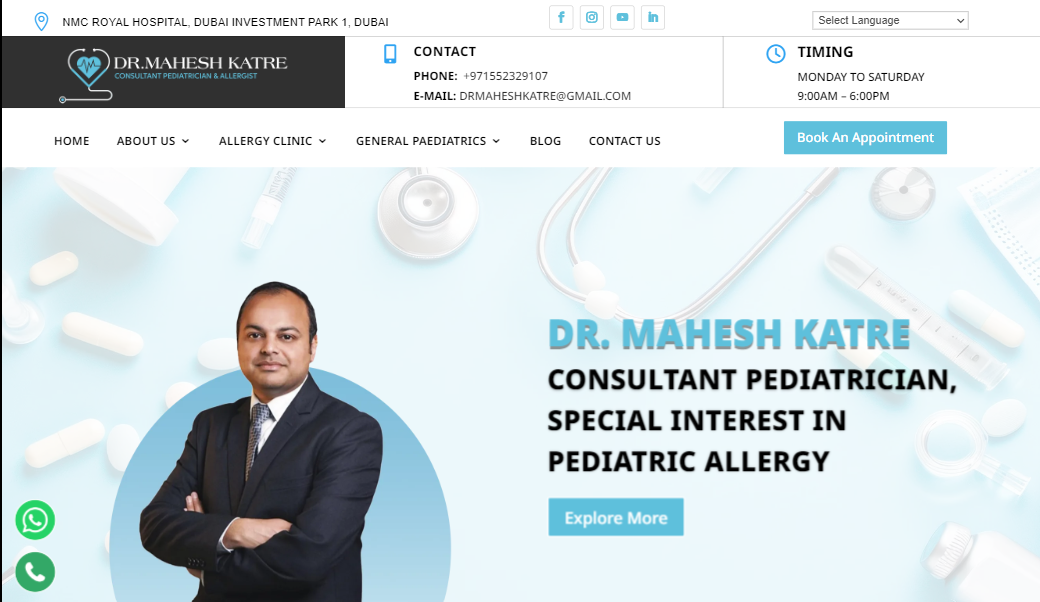 NMC ROYAL HOSPITAL, DUBAI INVESTMENT PARK 1, DUBAI
Select Language
DR.MAHESH KATRE
CONSULTANT PEDIATRICIAN & ALLERGIST
CONTACT
PHONE: +971552329107
E-MAIL: DRMAHESHKATRE@GMAIL.COM
TIMING
MONDAY TO SATURDAY
9:00AM – 6:00PM
HOME
ABOUT US
ALLERGY CLINIC
GENERAL PAEDIATRICS
BLOG
CONTACT US
Book An Appointment
DR. MAHESH KATRE
CONSULTANT PEDIATRICIAN,
SPECIAL INTEREST IN
PEDIATRIC ALLERGY
Explore More